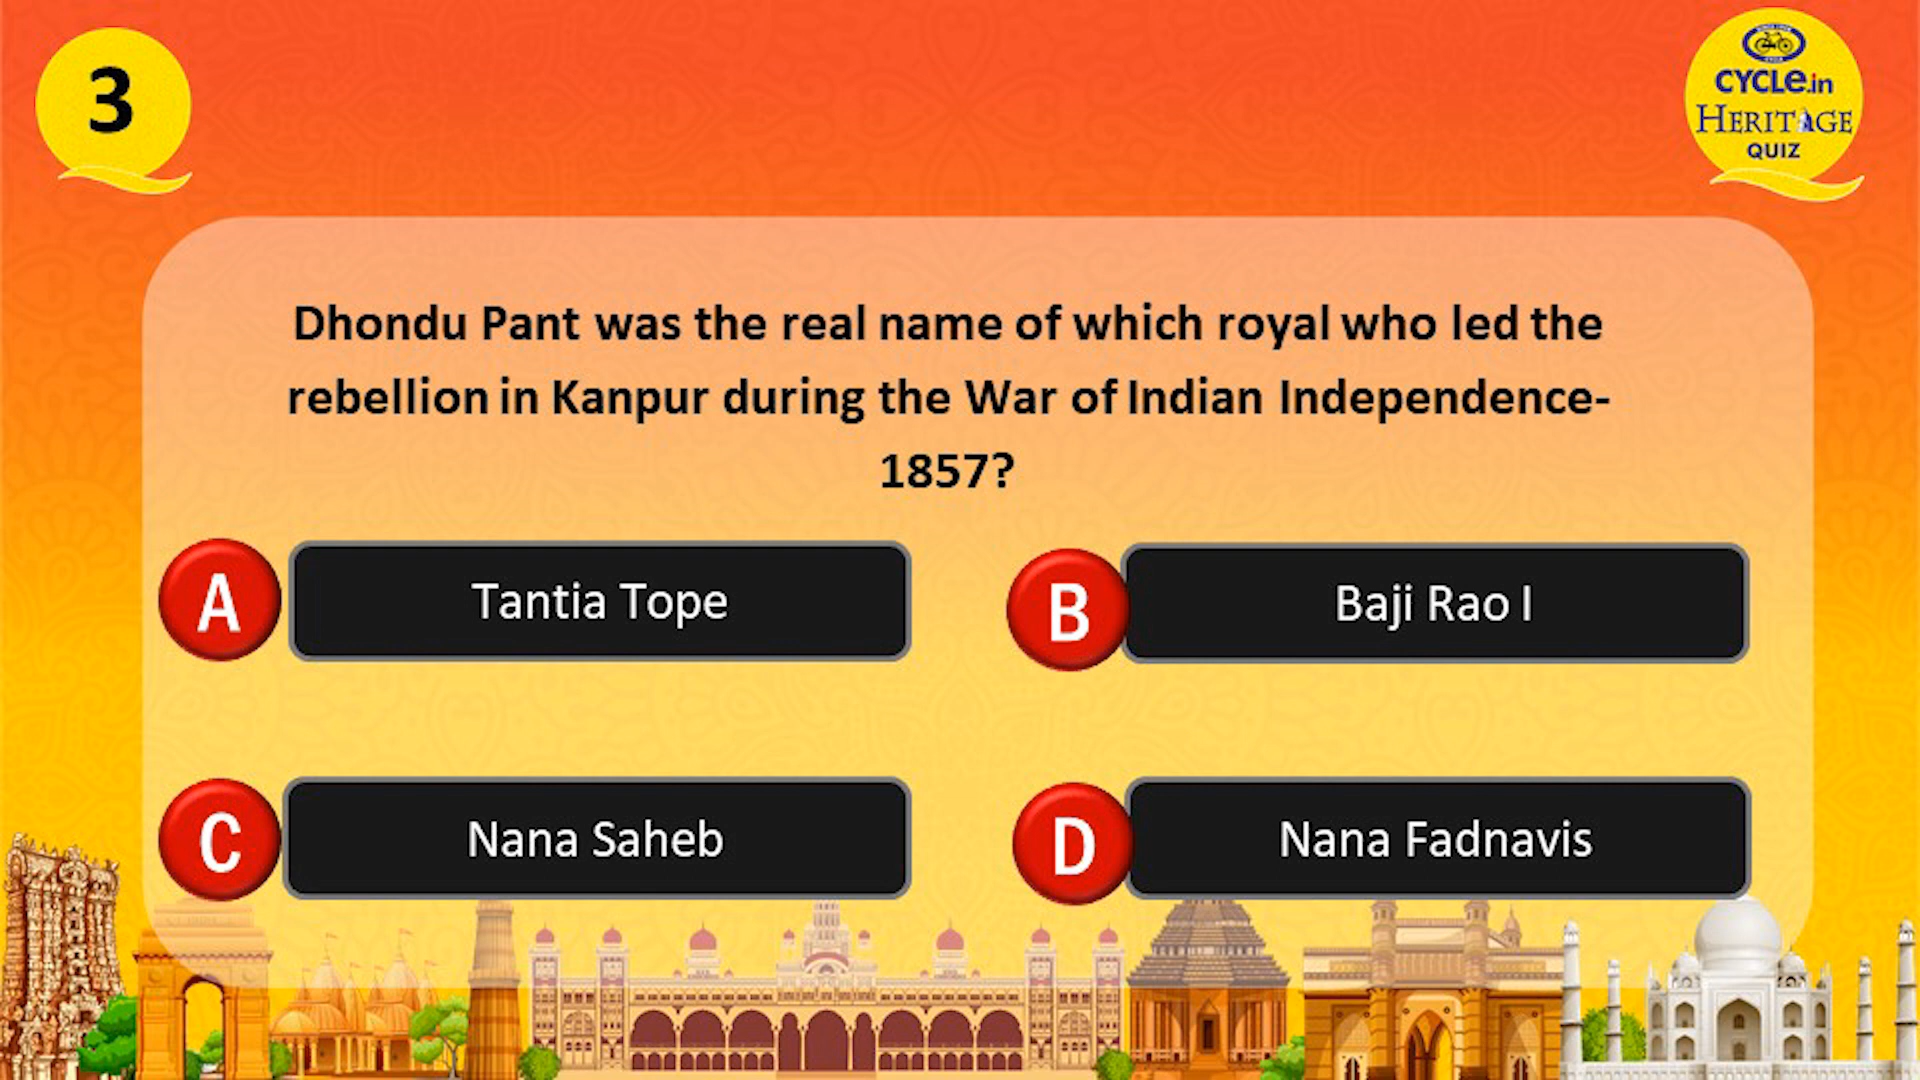 3
CYCLe.in
HERITAGE
QUIZ
Dhondu Pant was the real name of which royal who led the
rebellion in Kanpur during the War of Indian Independence-
1857?
A Tantia Tope
B Baji Rao I
C Nana Saheb
D Nana Fadnavis